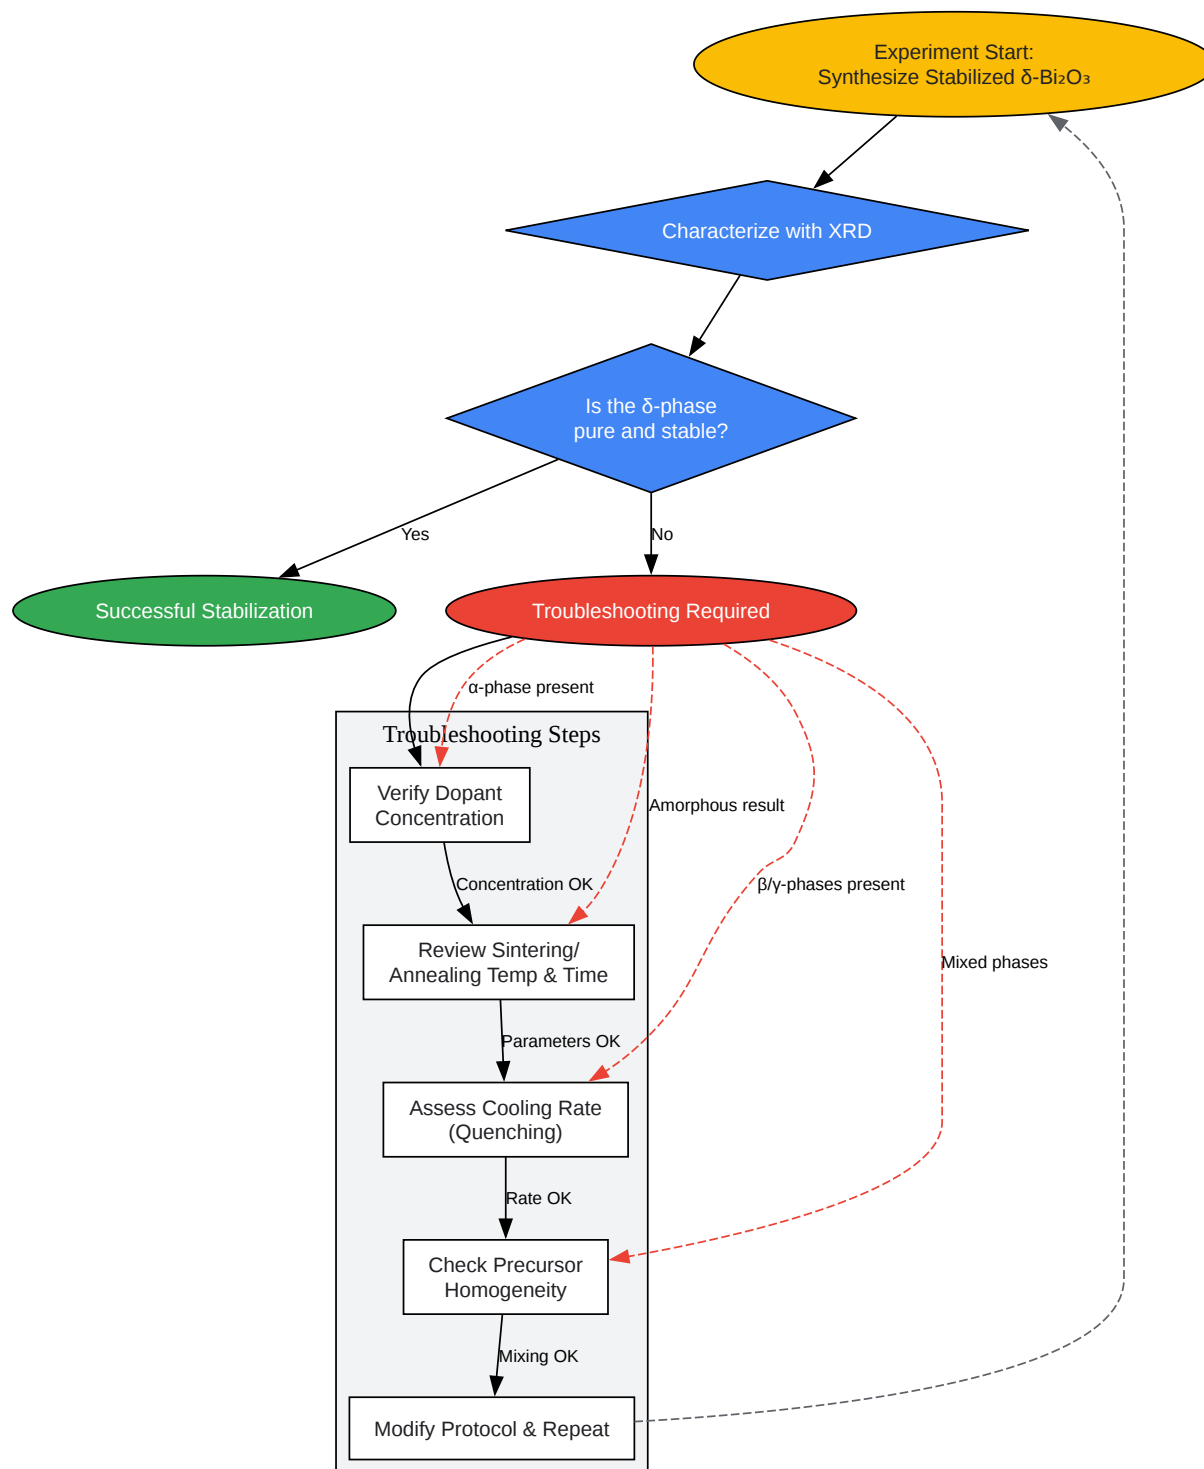 Experiment Start:
Synthesize Stabilized δ-Bi₂O₃
Characterize with XRD
Is the δ-phase
pure and stable?
Yes
No
Successful Stabilization
Troubleshooting Required
α-phase present
Troubleshooting Steps
Verify Dopant
Concentration
Amorphous result
Concentration OK
β/γ-phases present
Review Sintering/
Annealing Temp & Time
Mixed phases
Parameters OK
Assess Cooling Rate
(Quenching)
Rate OK
Check Precursor
Homogeneity
Mixing OK
Modify Protocol & Repeat